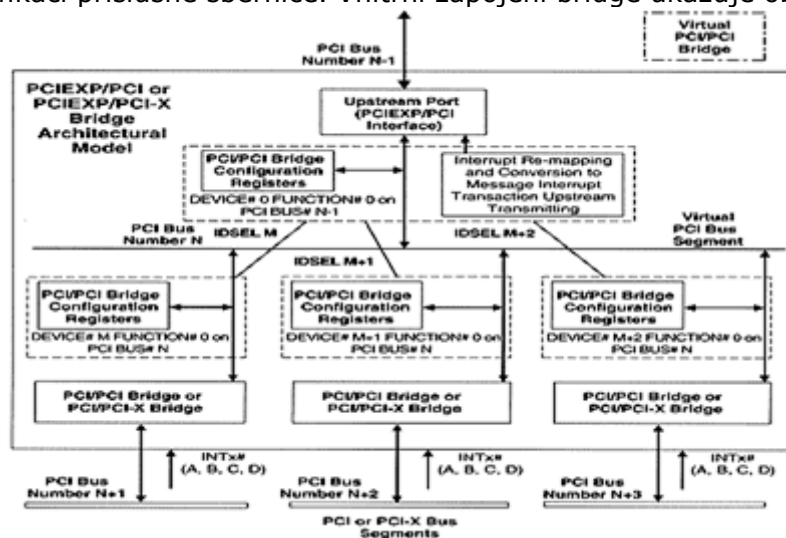 nikaci příslušné sběrnice. Vnitřní zapojení bridge ukazuje o
Virtual
PCI/PCI
Bridge
PCI Bus
Number N-1
PCIEXP/PCI or
PCIEXP/PCI-X
Bridge
Architectural
Model
Upstream Port
(PCIEXP/PCI
Interface)
PCI/PCI Bridge
Configuration
Registers
DEVICE# 0 FUNCTION# 0 on
PCI BUS# N-1
Interrupt Re-mapping
and Conversion to
Message Interrupt
Transaction Upstream
Transmitting
PCI Bus
Number N
IDSEL M
IDSEL M+1
IDSEL M+2
Virtual
PCI Bus
Segment
PCI/PCI Bridge
Configuration
Registers
DEVICE# M FUNCTION# 0 on
PCI BUS# N
PCI/PCI Bridge
Configuration
Registers
DEVICE# M+1 FUNCTION# 0 on
PCI BUS# N
PCI/PCI Bridge
Configuration
Registers
DEVICE# M+2 FUNCTION# 0 on
PCI BUS# N
PCI/PCI Bridge or
PCI/PCI-X Bridge
PCI/PCI Bridge or
PCI/PCI-X Bridge
PCI/PCI Bridge or
PCI/PCI-X Bridge
PCI Bus
Number N+1
INTx#
(A, B, C, D)
PCI Bus
Number N+2
INTx#
(A, B, C, D)
PCI Bus
Number N+3
INTx#
(A, B, C, D)
PCI or PCI-X Bus
Segments